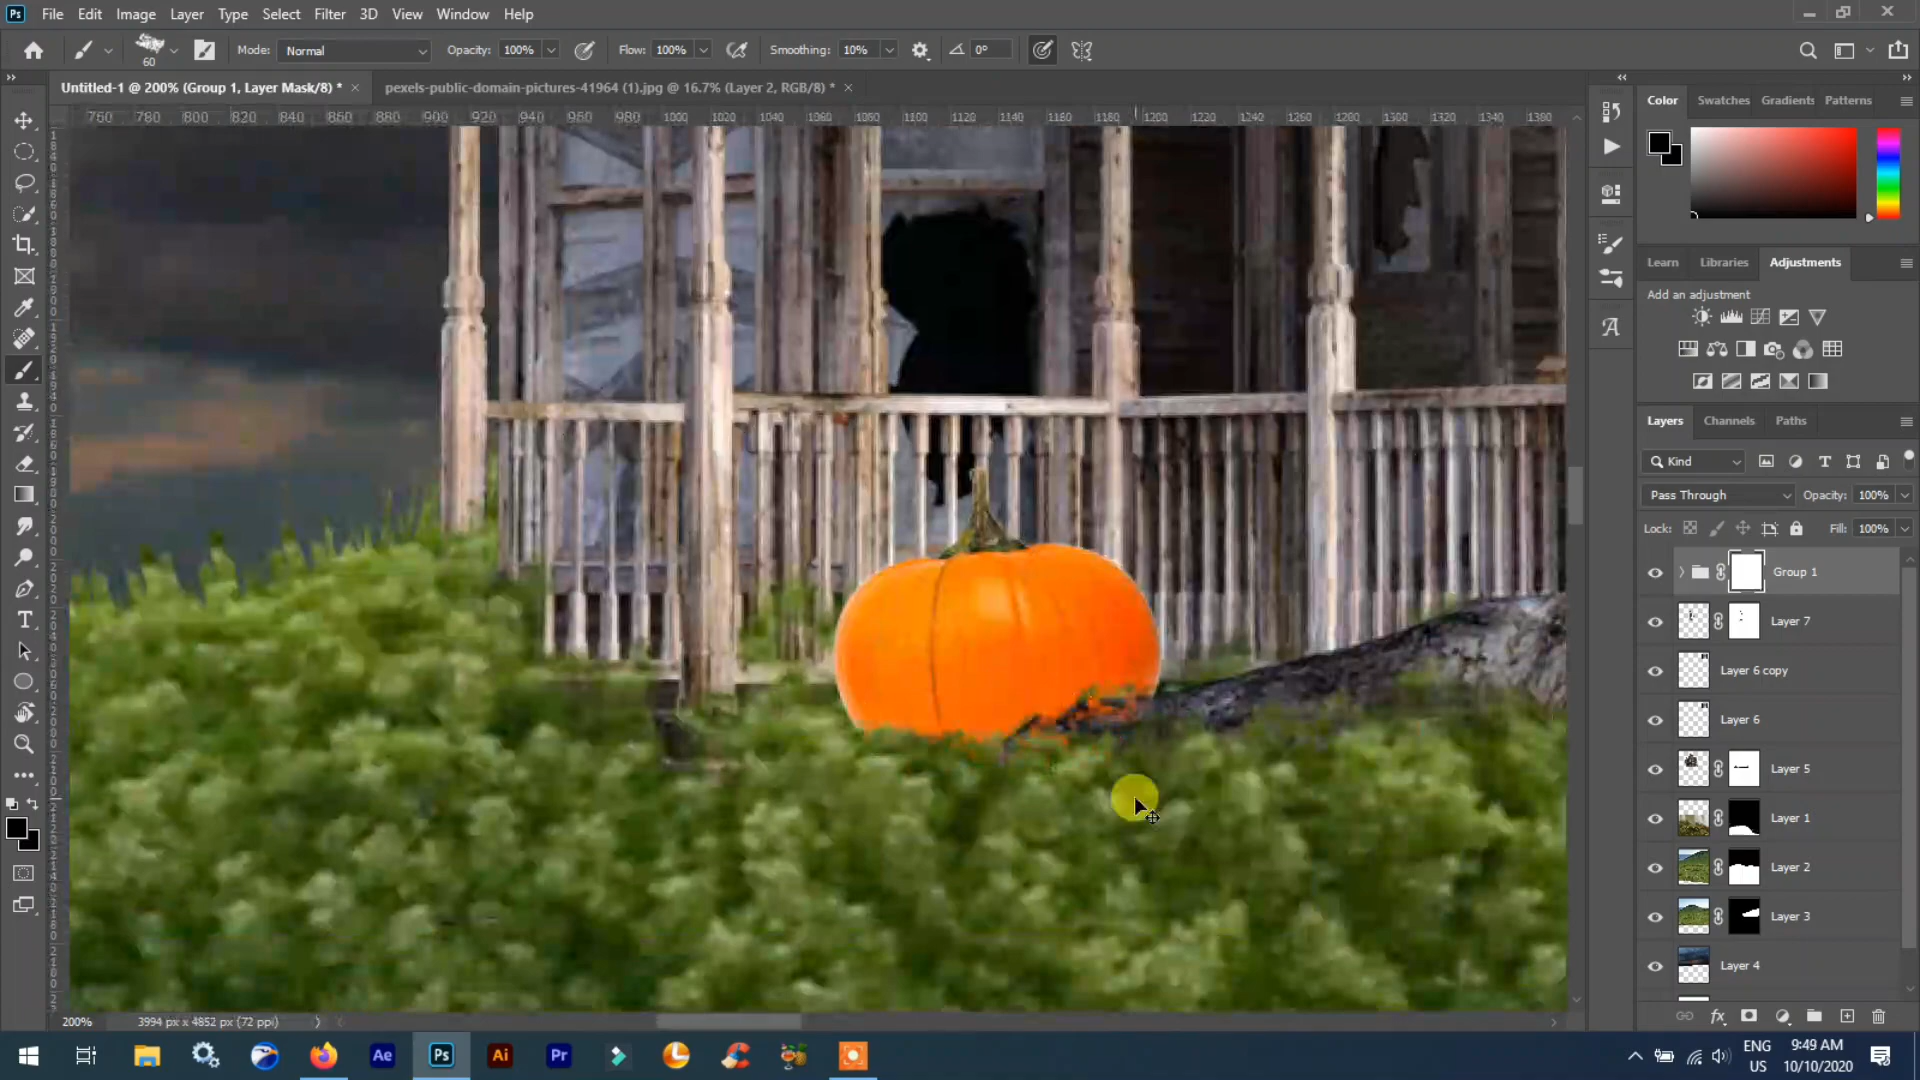 Ps File Edit Image Layer Type Select Filter 3D View Window Help
60 Mode: Normal Opacity: 100% Flow: 100% Smoothing: 10% 0°
Untitled-1 @ 200% (Group 1, Layer Mask/8) * × pexels-public-domain-pictures-41964 (1).jpg @ 16.7% (Layer 2, RGB/8) * ×
750 780 800 820 840 860 880 900 920 940 960 980 1000 1020 1040 1060 1080 1100 1120 1140 1160 1180 1200 1220 1240 1260 1280 1300 1320 1340 1360 1380
Color Swatches Gradients Patterns
Learn Libraries Adjustments
Add an adjustment
Layers Channels Paths
Kind
Pass Through Opacity: 100%
Lock: Fill: 100%
Group 1
Layer 7
Layer 6 copy
Layer 6
Layer 5
Layer 1
Layer 2
Layer 3
Layer 4
200% 3994 px x 4852 px (72 ppi)
Ae Ps Ai Pr
ENG
US
9:49 AM
10/10/2020